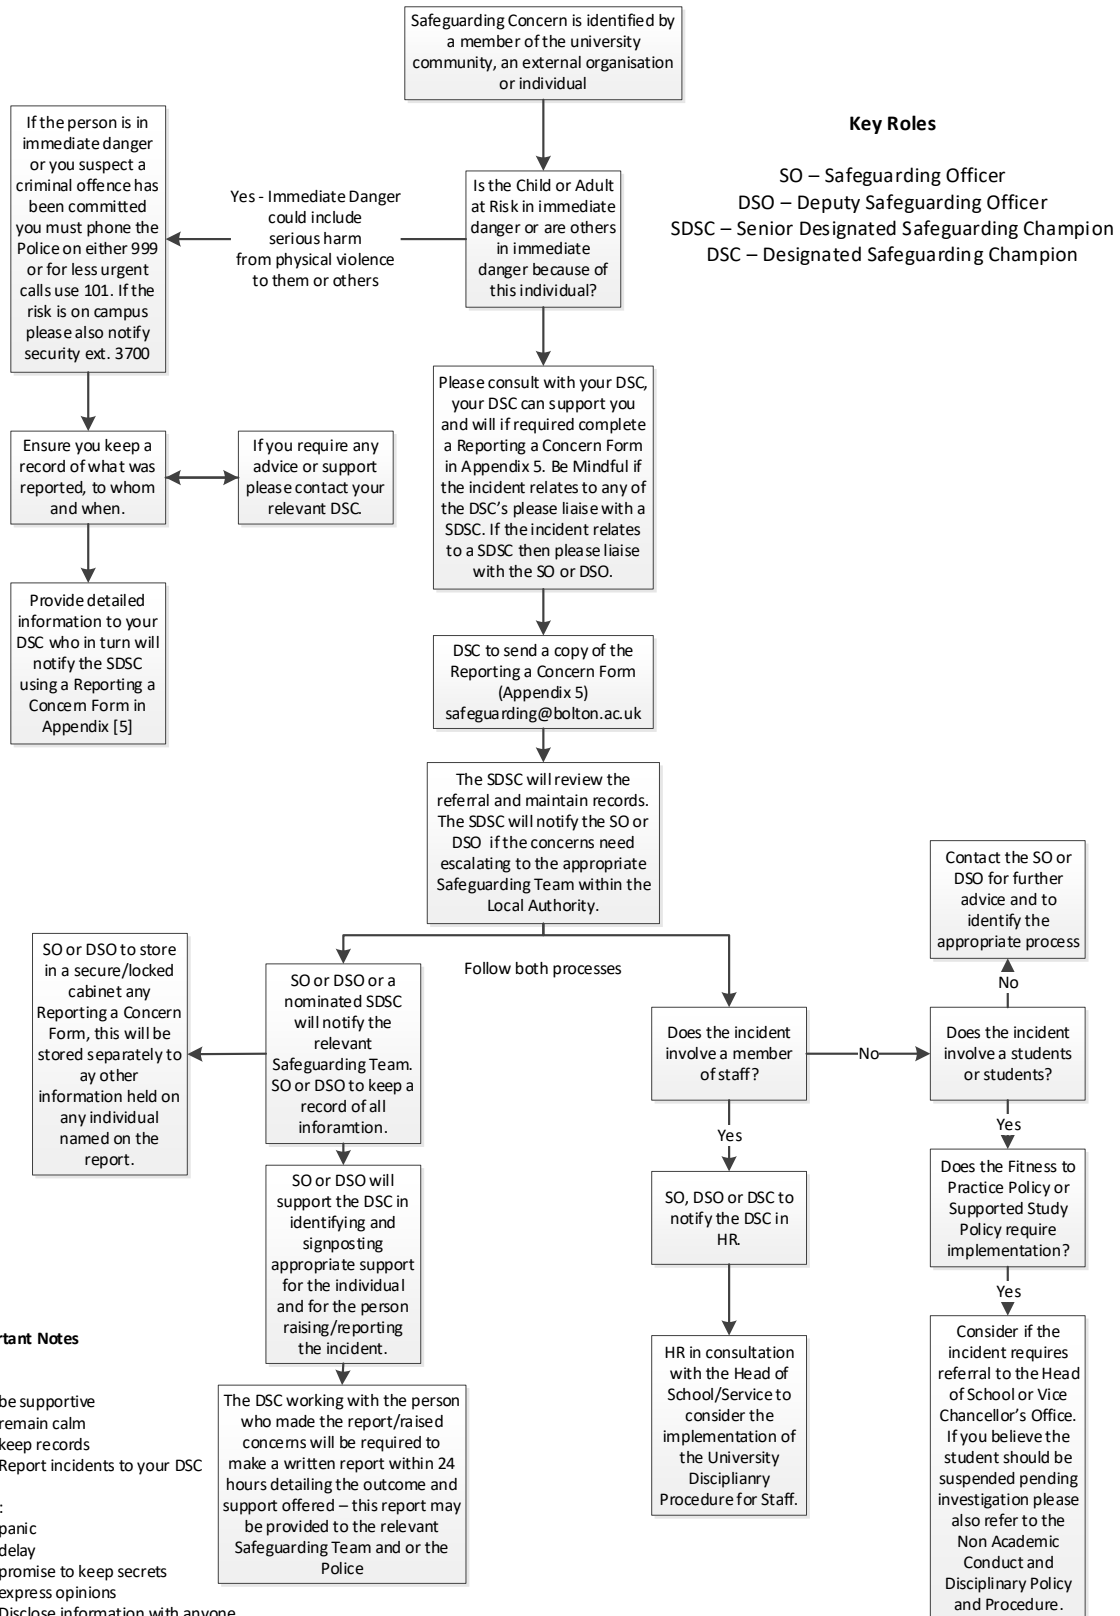 Safeguarding Concern is identified by
a member of the university
community, an external organisation
or individual
If the person is in
immediate danger
or you suspect a
criminal offence has
been committed
you must phone the
Police on either 999
or for less urgent
calls use 101. If the
risk is on campus
please also notify
security ext. 3700
Yes - Immediate Danger
could include
serious harm
from physical violence
to them or others
Is the Child or Adult
at Risk in immediate
danger or are others
in immediate
danger because of
this individual?
Key Roles
SO – Safeguarding Officer
DSO – Deputy Safeguarding Officer
SDSC – Senior Designated Safeguarding Champion
DSC – Designated Safeguarding Champion
Ensure you keep a
record of what was
reported, to whom
and when.
If you require any
advice or support
please contact your
relevant DSC.
Please consult with your DSC,
your DSC can support you
and will if required complete
a Reporting a Concern Form
in Appendix 5. Be Mindful if
the incident relates to any of
the DSC's please liaise with a
SDSC. If the incident relates
to a SDSC then please liaise
with the SO or DSO.
Provide detailed
information to your
DSC who in turn will
notify the SDSC
using a Reporting a
Concern Form in
Appendix [5]
DSC to send a copy of the
Reporting a Concern Form
(Appendix 5)
safeguarding@bolton.ac.uk
The SDSC will review the
referral and maintain records.
The SDSC will notify the SO or
DSO if the concerns need
escalating to the appropriate
Safeguarding Team within the
Local Authority.
Follow both processes
SO or DSO to store
in a secure/locked
cabinet any
Reporting a Concern
Form, this will be
stored separately to
ay other
information held on
any individual
named on the
report.
SO or DSO or a
nominated SDSC
will notify the
relevant
Safeguarding Team.
SO or DSO to keep a
record of all
inforamtion.
Does the incident
involve a member
of staff?
No
Does the incident
involve a students
or students?
No
Contact the SO or
DSO for further
advice and to
identify the
appropriate process
Yes
Yes
SO or DSO will
support the DSC in
identifying and
signposting
appropriate support
for the individual
and for the person
raising/reporting
the incident.
SO, DSO or DSC to
notify the DSC in
HR.
Does the Fitness to
Practice Policy or
Supported Study
Policy require
implementation?
Yes
The DSC working with the person
who made the report/raised
concerns will be required to
make a written report within 24
hours detailing the outcome and
support offered – this report may
be provided to the relevant
Safeguarding Team and or the
Police
HR in consultation
with the Head of
School/Service to
consider the
implementation of
the University
Disciplianry
Procedure for Staff.
Consider if the
incident requires
referral to the Head
of School or Vice
Chancellor's Office.
If you believe the
student should be
suspended pending
investigation please
also refer to the
Non Academic
Conduct and
Disciplinary Policy
and Procedure.
rtant Notes
be supportive
remain calm
keep records
Report incidents to your DSC
:
panic
delay
promise to keep secrets
express opinions
Disclose information with anyone